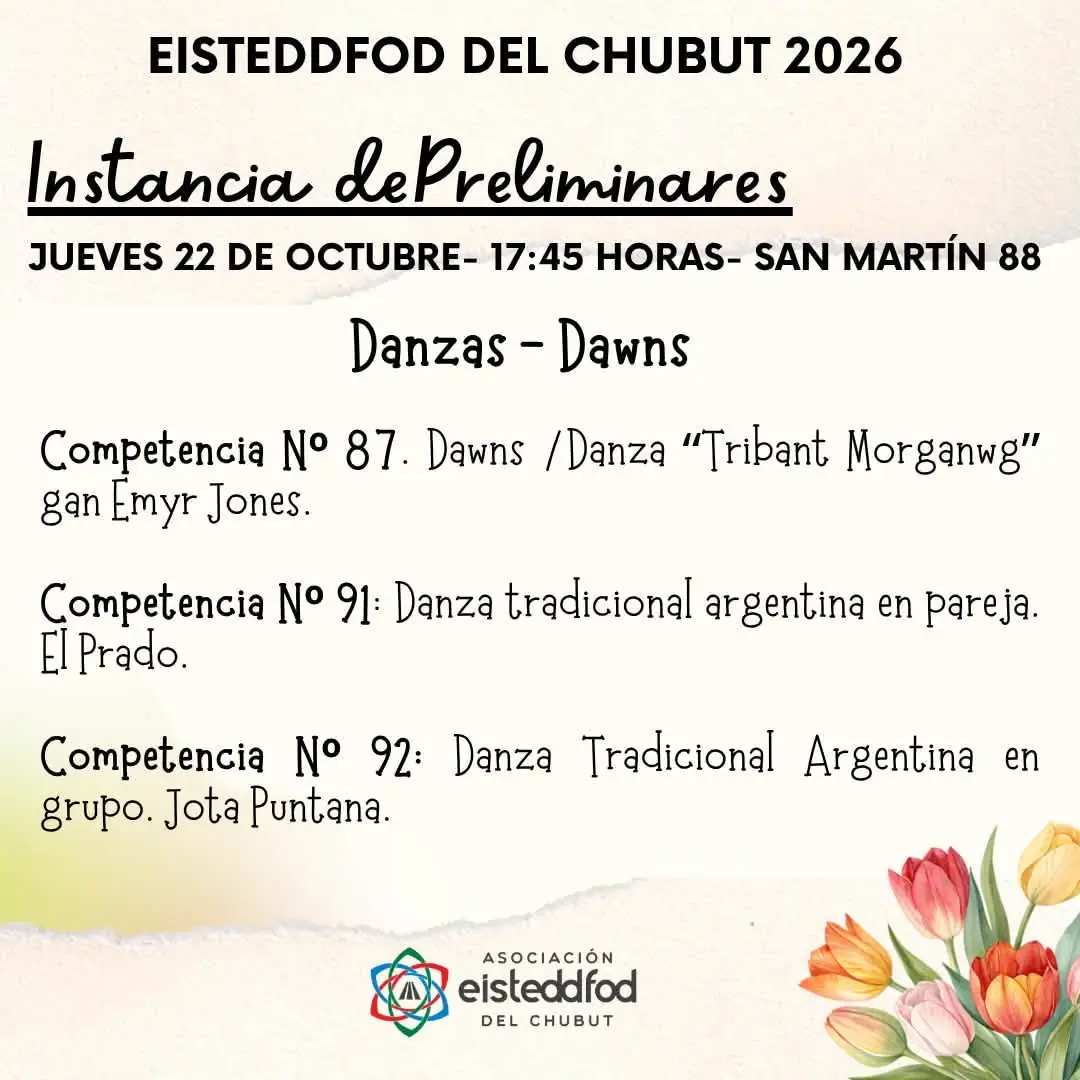 EISTEDDFOD DEL CHUBUT 2026
Instancia de Preliminares
JUEVES 22 DE OCTUBRE- 17:45 HORAS- SAN MARTÍN 88
Danzas - Dawns
Competencia Nº 87. Dawns /Danza “Tribant Morganwg”
gan Emyr Jones.
Competencia Nº 91: Danza tradicional argentina en pareja.
El Prado.
Competencia Nº 92: Danza Tradicional Argentina en
grupo. Jota Puntana.
ASOCIACIÓN
eisteddfod
DEL CHUBUT